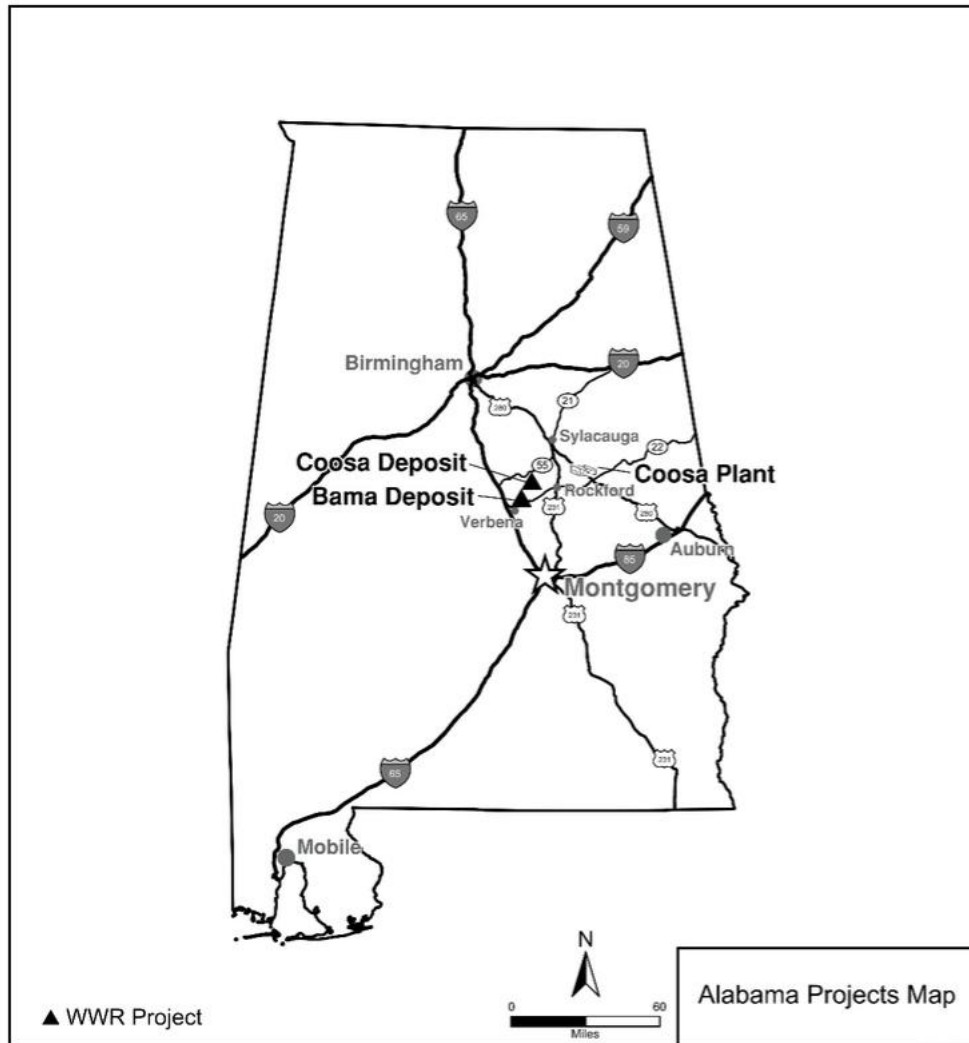 65
59
Birmingham
20
21
280
Sylacauga
22
Coosa Deposit
55
Coosa Plant
Bama Deposit
Rockford
Verbena
231
280
20
Auburn
85
Montgomery
231
231
65
Mobile
N
0 60
Miles
Alabama Projects Map
▲ WWR Project